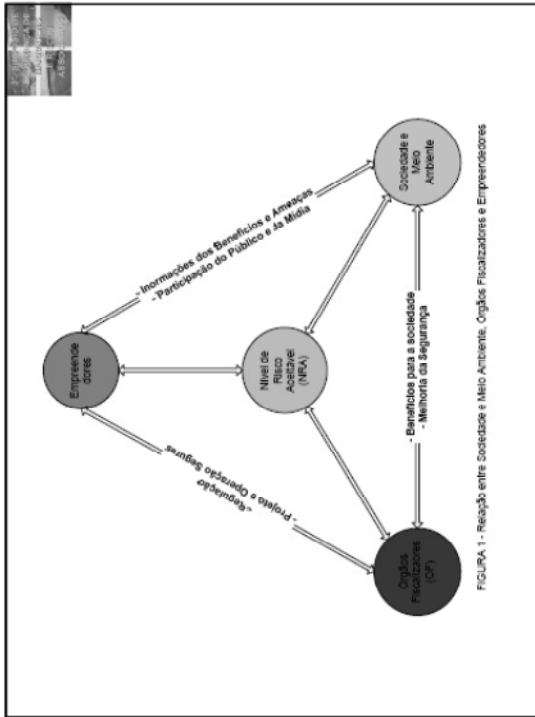 Empreende
dores
- Inormações dos Benefícios e Ameaças
- Participação do Público e da Mídia
- Regulação
- Projeto e Operação Seguros
Nível de
Risco
Aceitável
(NRA)
Sociedade e
Meio
Ambiente
Órgãos
Fiscalizadores
(OF)
- Benefícios para a sociedade
- Melhoria da Segurança
FIGURA 1 - Relação entre Sociedade e Meio Ambiente, Órgãos Fiscalizadores e Empreendedores